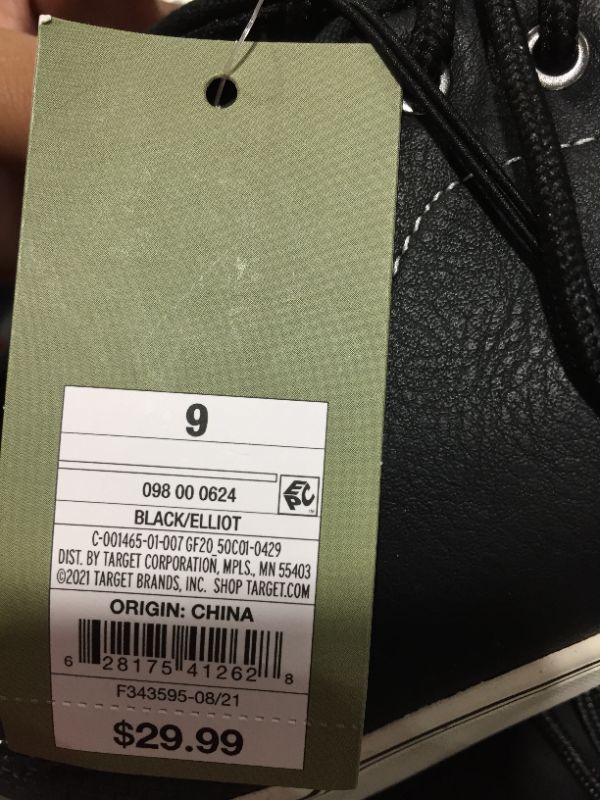 9
098 00 0624
EPC
BLACK/ELLIOT
C-001465-01-007 GF20_50C01-0429
DIST. BY TARGET CORPORATION, MPLS., MN 55403
©2021 TARGET BRANDS, INC. SHOP TARGET.COM
ORIGIN: CHINA
6 28175 41262 8
F343595-08/21
$29.99